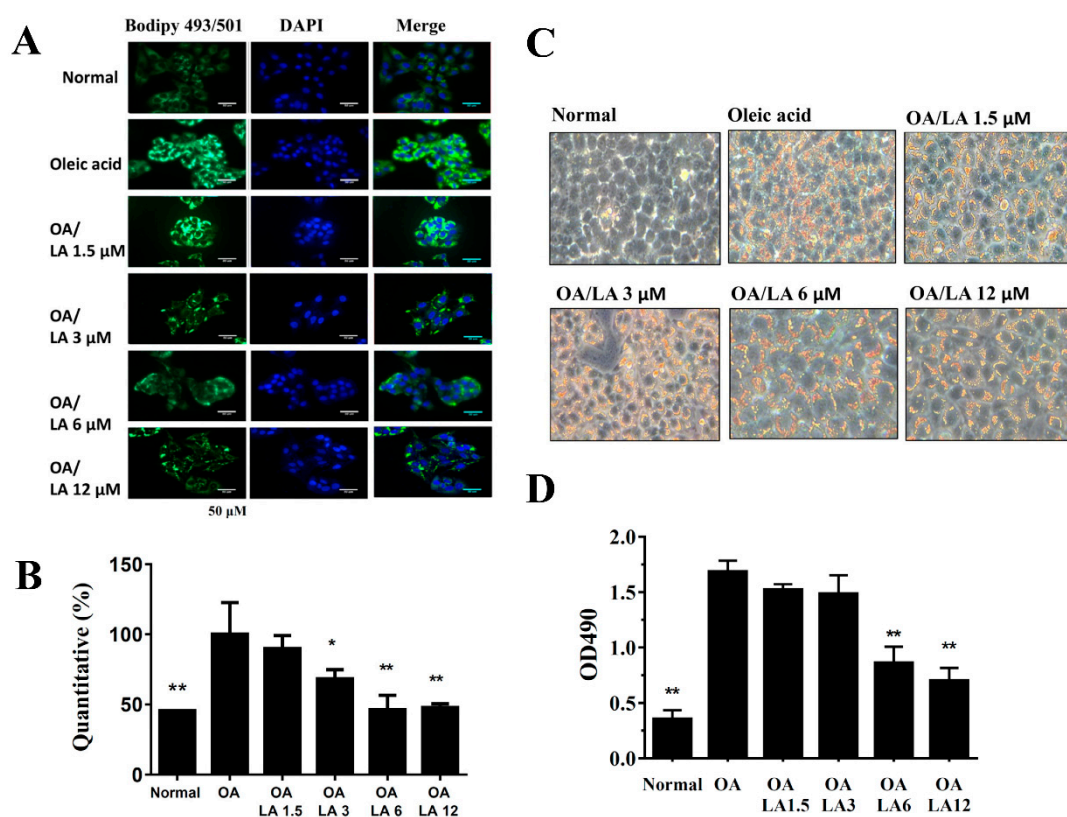 A
Bodipy 493/501 DAPI Merge
Normal
Oleic acid
OA/
LA 1.5 μM
OA/
LA 3 μM
OA/
LA 6 μM
OA/
LA 12 μM
50 μM
B
Quantitative (%)
150
100
50
0
** * ** **
Normal OA OA OA OA OA
LA 1.5 LA 3 LA 6 LA 12
C
Normal Oleic acid OA/LA 1.5 μM
OA/LA 3 μM OA/LA 6 μM OA/LA 12 μM
D
OD490
2.0
1.5
1.0
0.5
0.0
** ** **
Normal OA OA OA OA OA
LA1.5 LA3 LA6 LA12